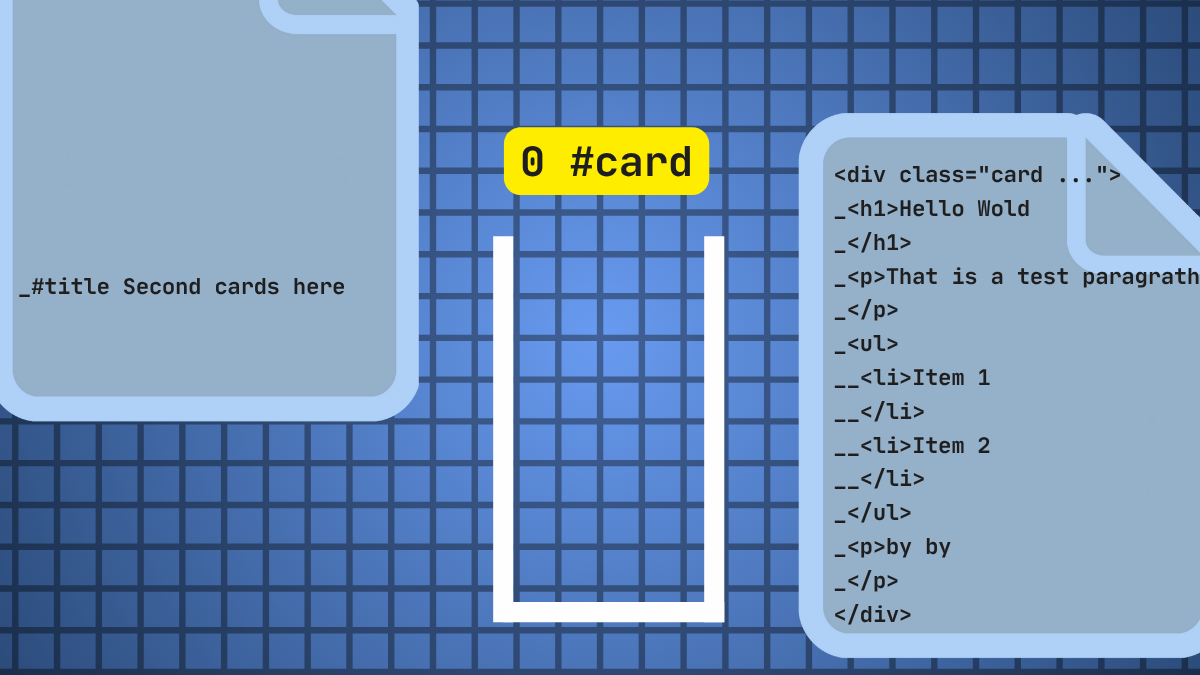 _#title Second cards here
0 #card
<div class="card ...">
_<h1>Hello Wold
_</h1>
_<p>That is a test paragrath
_</p>
_<ul>
__<li>Item 1
__</li>
__<li>Item 2
__</li>
_</ul>
_<p>by by
_</p>
</div>